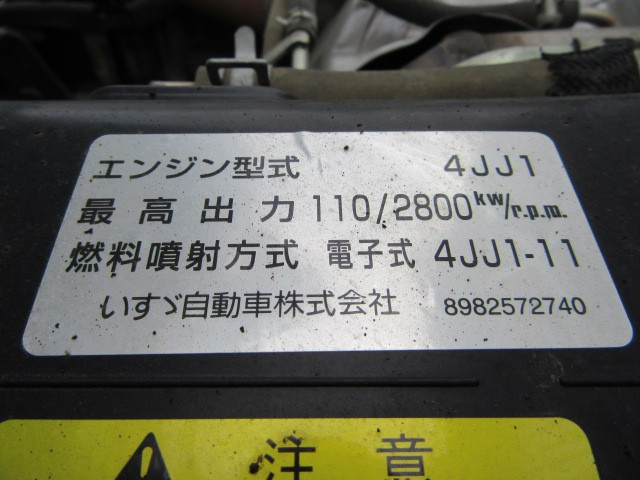 エンジン型式 4JJ1
最高出力 110/2800 kW/r.p.m.
燃料噴射方式 電子式 4JJ1-11
いすゞ自動車株式会社 8982572740
注意